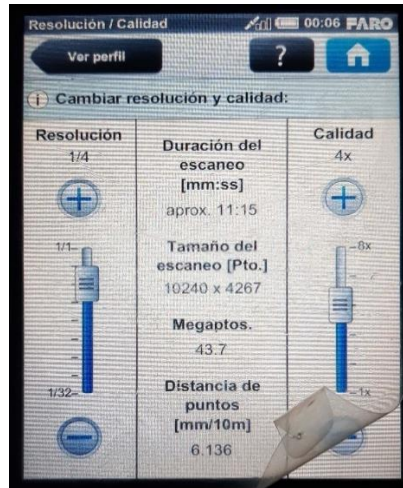 Resolución / Cal
00:06 FARO
Ver perfil
?
i Cambiar resolución y calidad:
Resolución
1/4
1/1
1/32
Duración del
escaneo
[mm:ss]
aprox. 11:15
Tamaño del
escaneo [Pto.]
10240 x 4267
Megaptos.
43.7
Distancia de
puntos
[mm/10m]
6.136
Calidad
4x
8x
1x